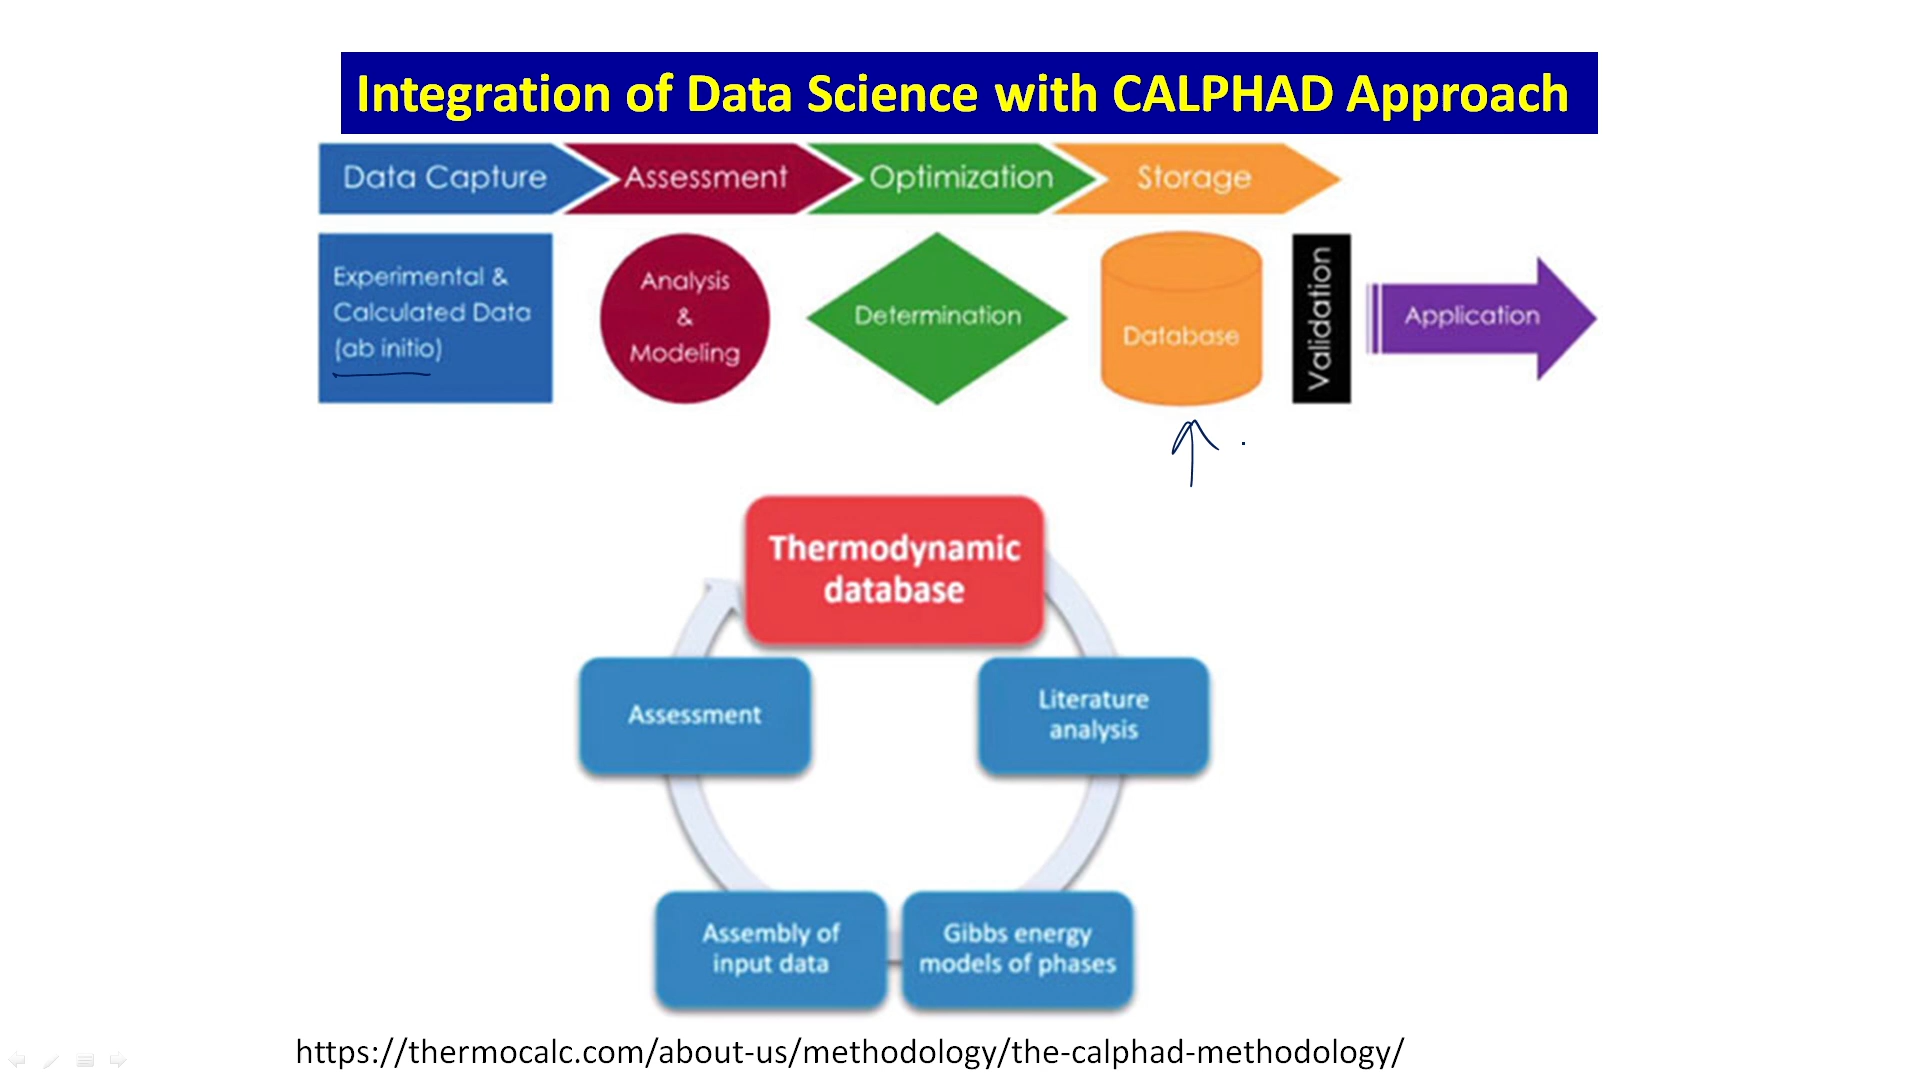 Integration of Data Science with CALPHAD Approach
Data Capture
Assessment
Optimization
Storage
Experimental &
Calculated Data
(ab initio)
Analysis
&
Modeling
Determination
Database
Validation
Application
Thermodynamic
database
Assessment
Literature
analysis
Assembly of
input data
Gibbs energy
models of phases
https://thermocalc.com/about-us/methodology/the-calphad-methodology/